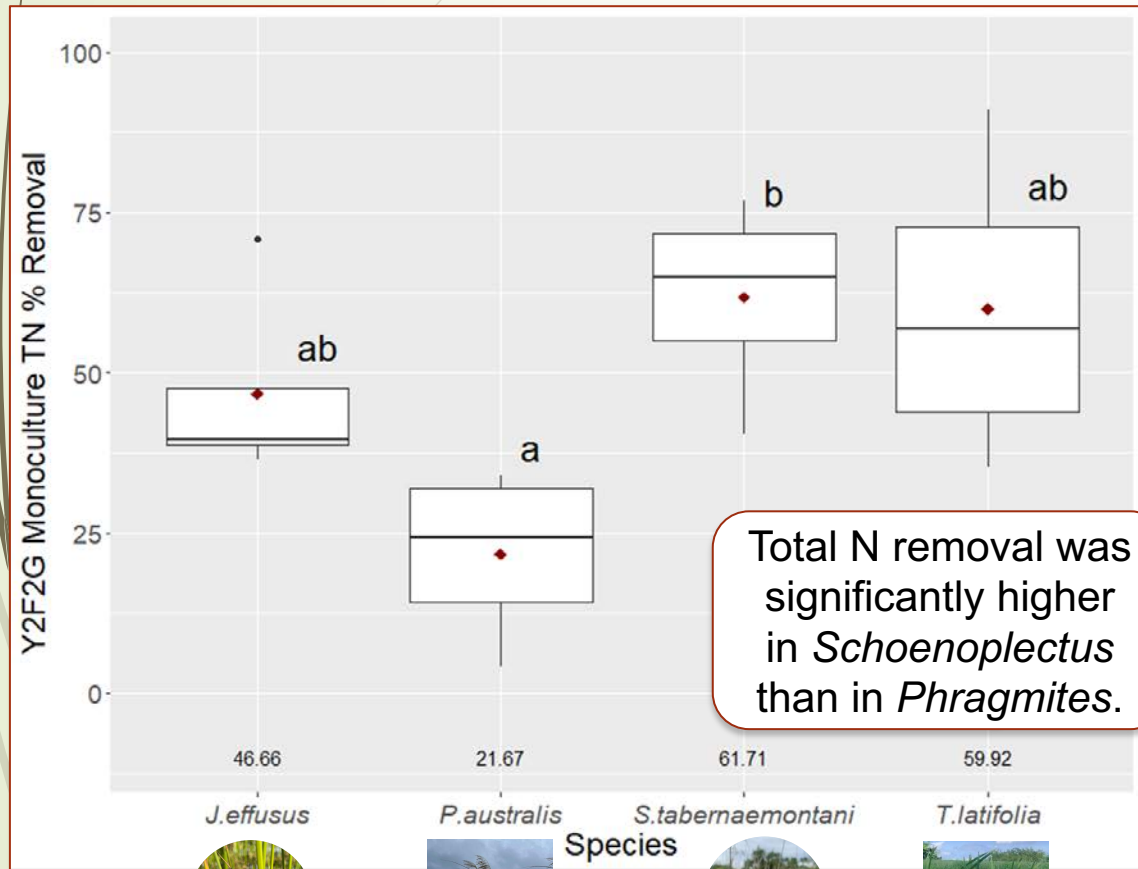 Y2F2G Monoculture TN % Removal
100
75
50
25
0
ab
a
b
ab
46.66
21.67
61.71
59.92
Total N removal was
significantly higher
in Schoenoplectus
than in Phragmites.
J.effusus
P.australis
S.tabernaemontani
T.latifolia
Species